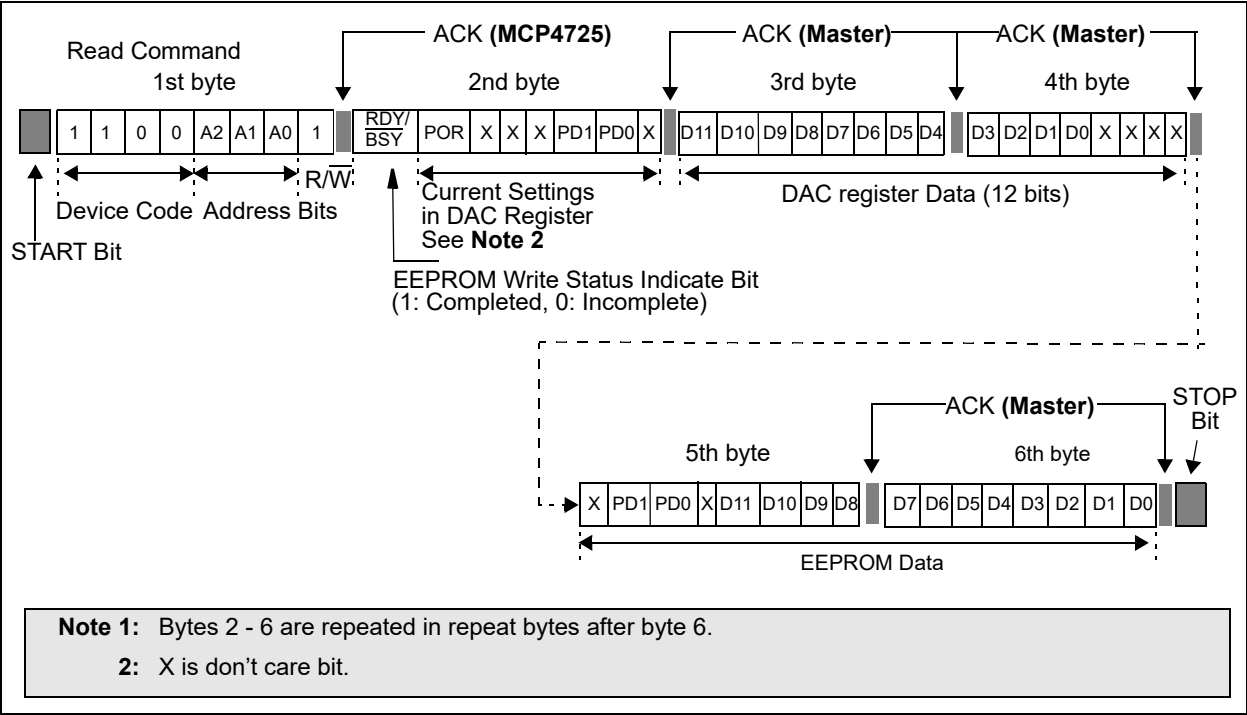 ACK (MCP4725) ACK (Master) ACK (Master)
Read Command
1st byte 2nd byte 3rd byte 4th byte
1 1 0 0 A2 A1 A0 1 RDY/ POR X X X PD1 PD0 X D11 D10 D9 D8 D7 D6 D5 D4 D3 D2 D1 D0 X X X X
BSY
R/W
Device Code Address Bits
Current Settings
in DAC Register
See Note 2
DAC register Data (12 bits)
START Bit
EEPROM Write Status Indicate Bit
(1: Completed, 0: Incomplete)
ACK (Master)
STOP
Bit
5th byte 6th byte
X PD1 PD0 X D11 D10 D9 D8 D7 D6 D5 D4 D3 D2 D1 D0
EEPROM Data
Note 1: Bytes 2 - 6 are repeated in repeat bytes after byte 6.
2: X is don't care bit.